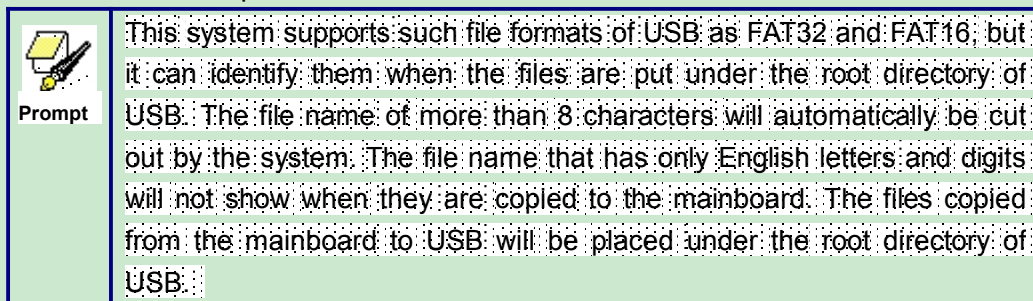 This system supports such file formats of USB as FAT32 and FAT16, but
it can identify them when the files are put under the root directory of
Prompt
USB. The file name of more than 8 characters will automatically be cut
out by the system. The file name that has only English letters and digits
will not show when they are copied to the mainboard. The files copied
from the mainboard to USB will be placed under the root directory of
USB.